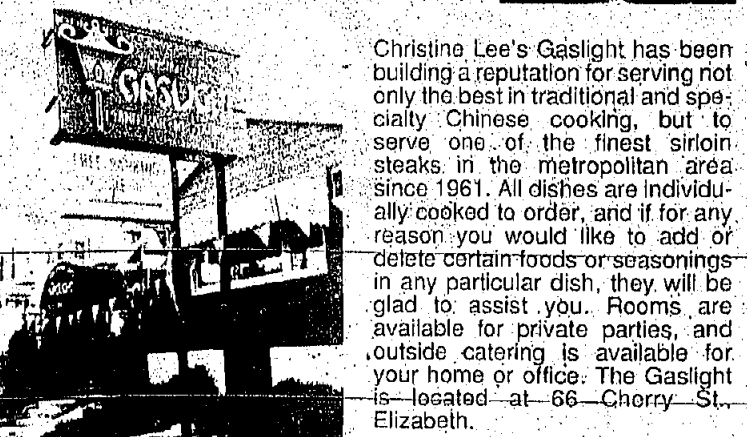 GASLIGHT
FREE PARKING
Christine Lee's Gaslight has been
building a reputation for serving not
only the best in traditional and spe-
cialty Chinese cooking, but to
serve one of the finest sirloin
steaks in the metropolitan area
since 1961. All dishes are individu-
ally cooked to order, and if for any
reason you would like to add or
delete certain foods or seasonings
in any particular dish, they will be
glad to assist you. Rooms are
available for private parties, and
outside catering is available for
your home or office. The Gaslight
is located at 66 Cherry St.,
Elizabeth.